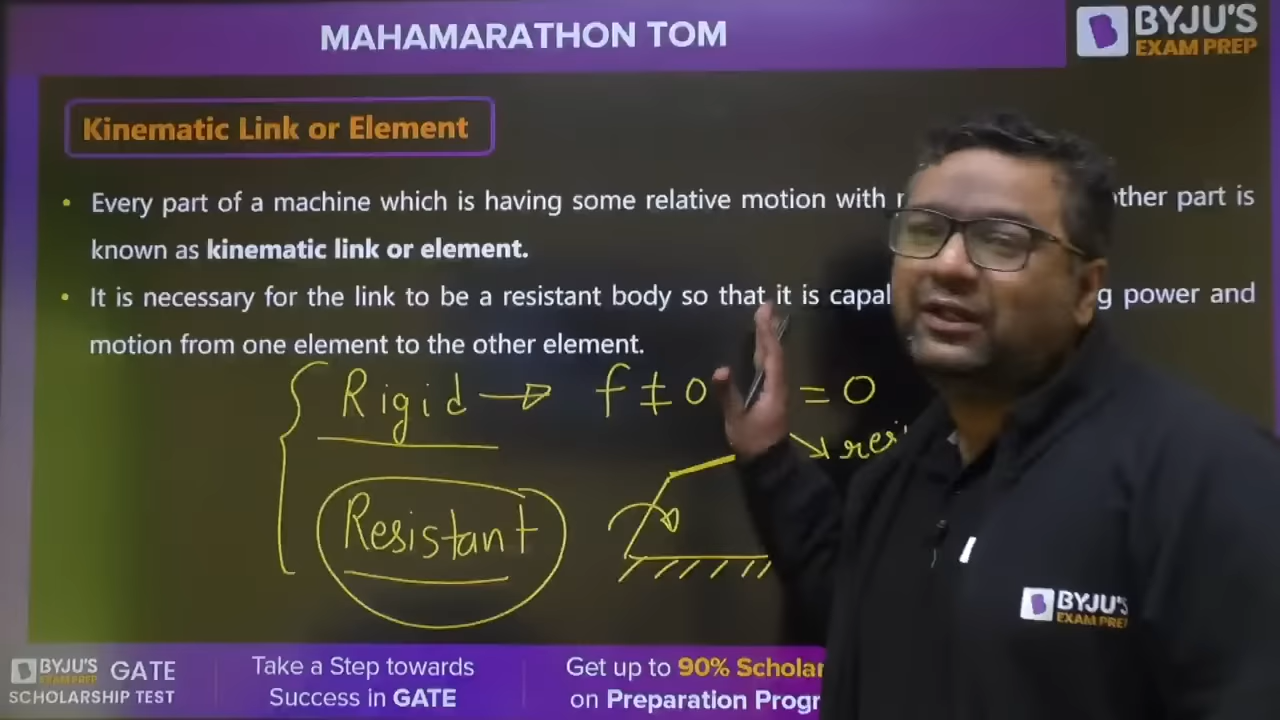 MAHAMARATHON TOM
BYJU'S
EXAM PREP
Kinematic Link or Element
• Every part of a machine which is having some relative motion with other part is
known as kinematic link or element.
• It is necessary for the link to be a resistant body so that it is power and
motion from one element to the other element.
Rigid → f ≠ 0 = 0
Resistant
BYJU'S
EXAM PREP
BYJU'S
EXAM PREP
GATE
SCHOLARSHIP TEST
Take a Step towards
Success in GATE
Get up to 90%
on Preparation